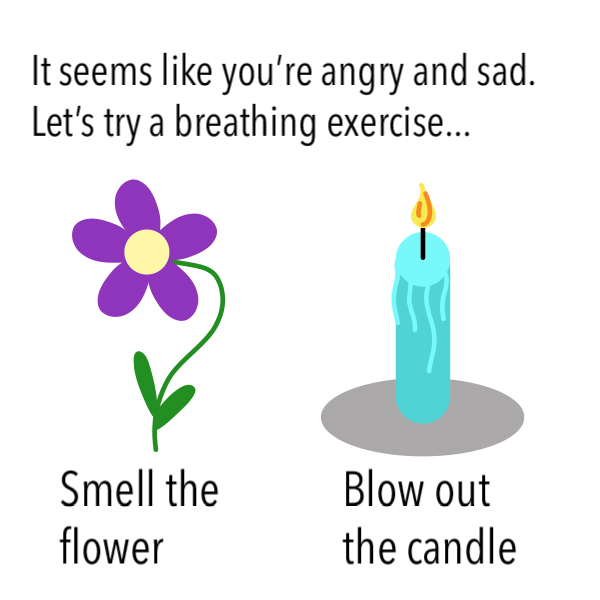 It seems like you’re angry and sad.
Let’s try a breathing exercise...
Smell the
flower
Blow out
the candle